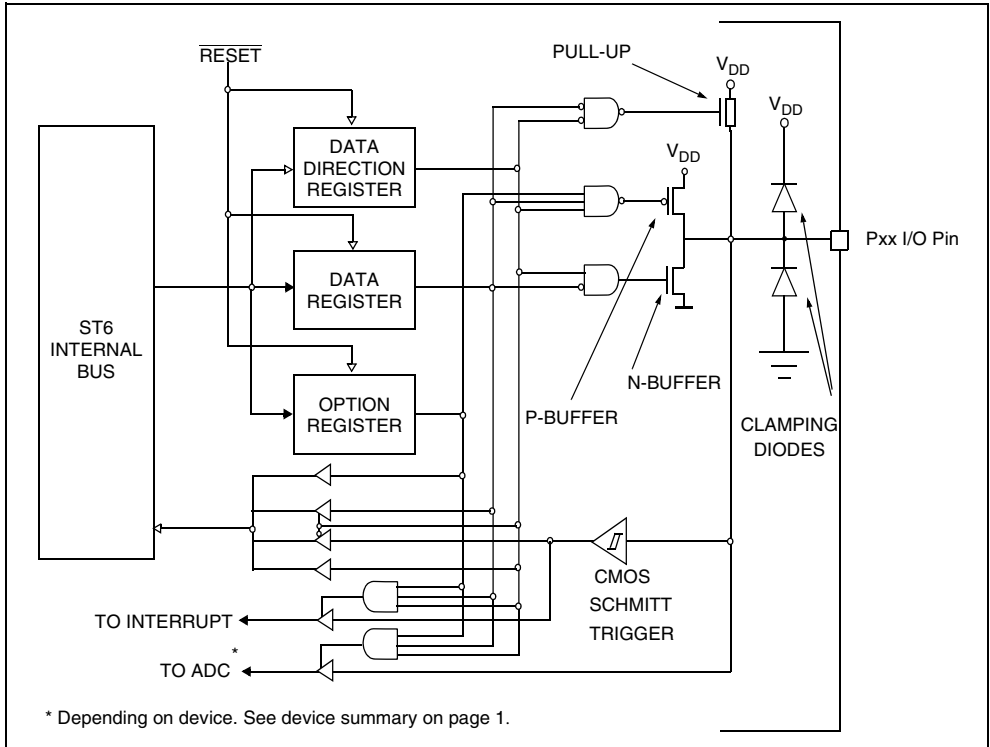 RESET
PULL-UP
VDD
VDD
DATA
DIRECTION
REGISTER
VDD
Pxx I/O Pin
DATA
REGISTER
ST6
INTERNAL
BUS
N-BUFFER
OPTION
REGISTER
P-BUFFER
CLAMPING
DIODES
CMOS
SCHMITT
TRIGGER
TO INTERRUPT
TO ADC*
* Depending on device. See device summary on page 1.